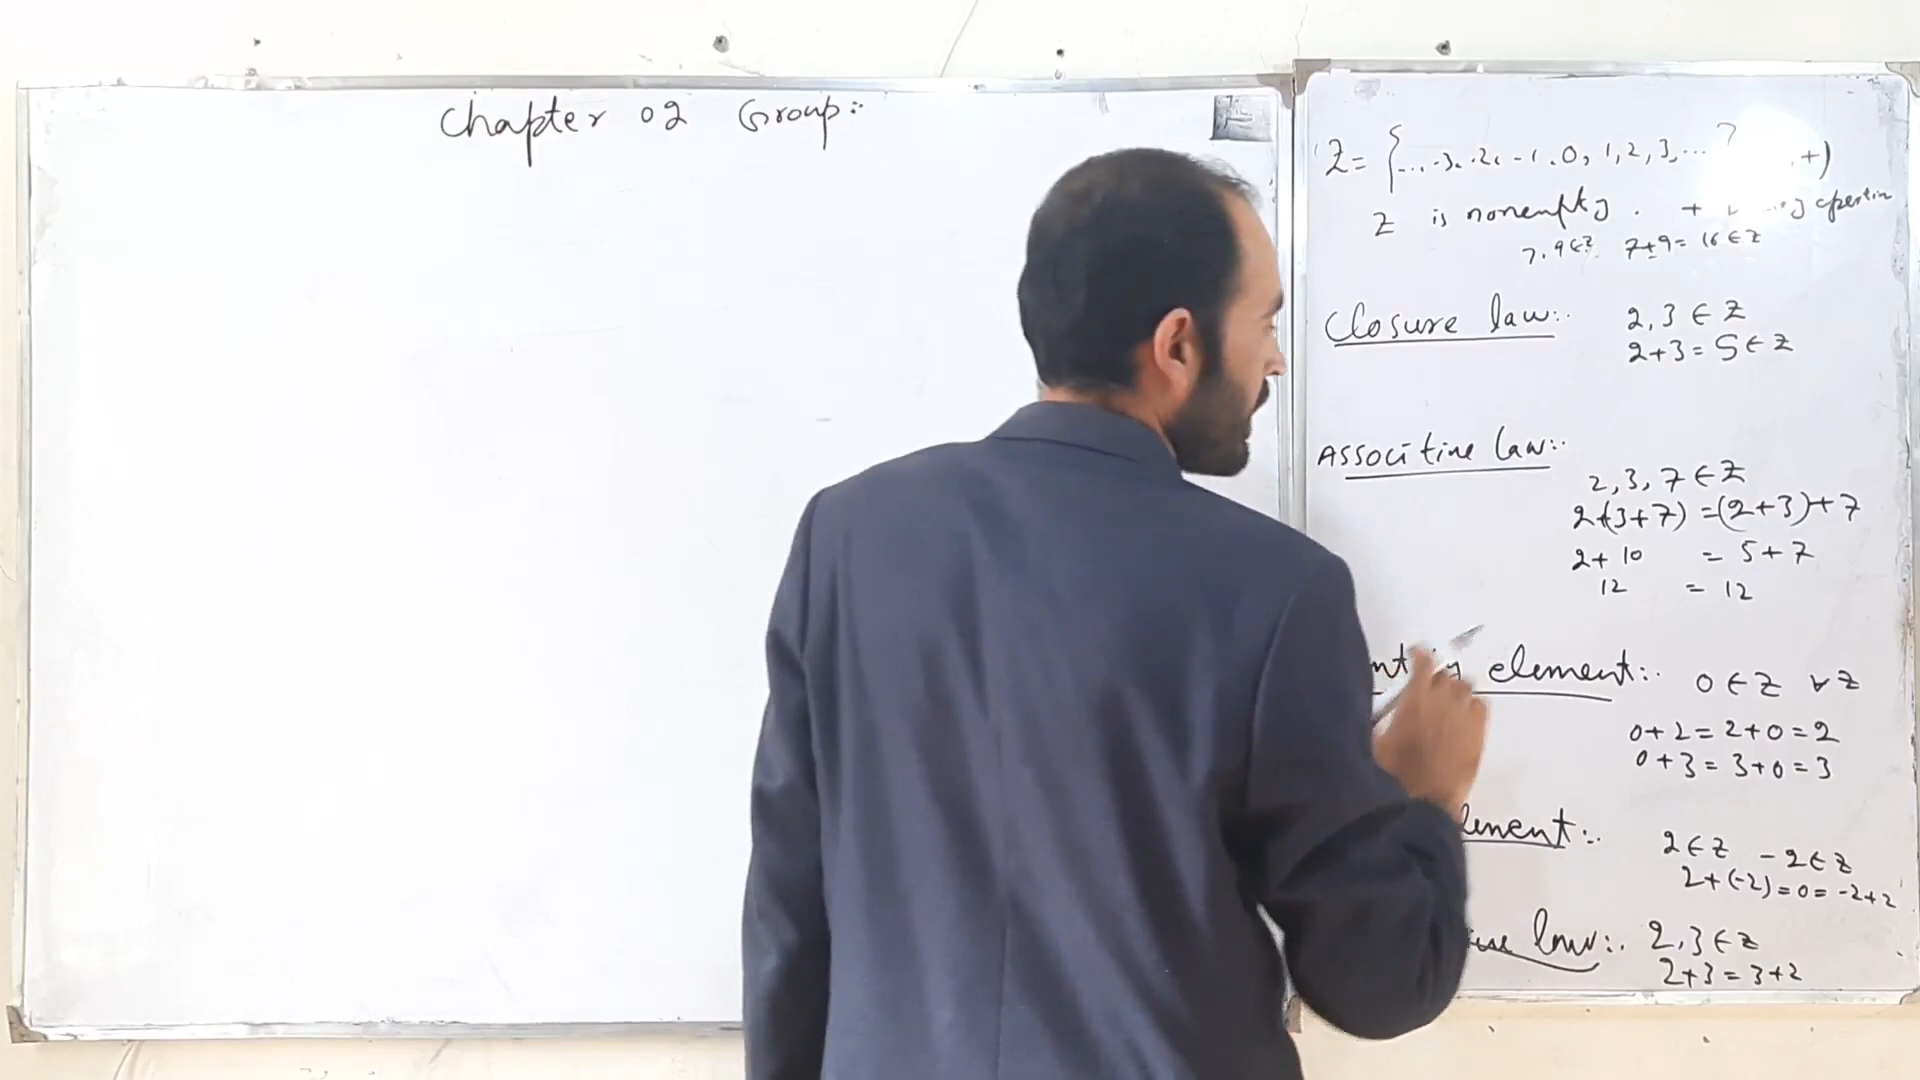 Chapter 02 Group:-
Z = {... -3, -2, -1, 0, 1, 2, 3, ... , +)
Z is nonempty . +
7, 9 ∈ Z 7+9 = 16 ∈ Z
Closure law:- 2, 3 ∈ Z
2+3 = 5 ∈ Z
Associtive law:-
2, 3, 7 ∈ Z
2+(3+7) = (2+3)+7
2+10 = 5+7
12 = 12
element:- 0 ∈ Z ∀ Z
0+2 = 2+0 = 2
0+3 = 3+0 = 3
2 ∈ Z -2 ∈ Z
2+(-2) = 0 = -2+2
law:- 2, 3 ∈ Z
2+3 = 3+2